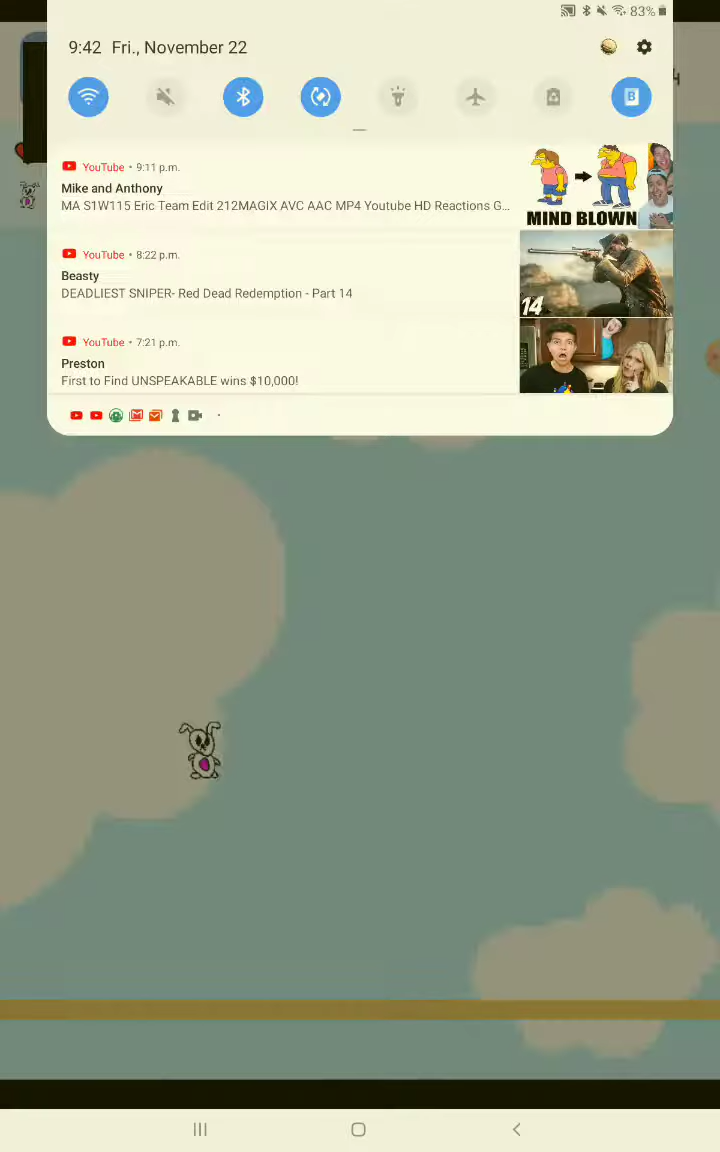 83%
9:42 Fri., November 22
B
YouTube • 9:11 p.m.
Mike and Anthony
MA S1W115 Eric Team Edit 212MAGIX AVC AAC MP4 Youtube HD Reactions G...
MIND BLOWN
YouTube • 8:22 p.m.
Beasty
DEADLIEST SNIPER- Red Dead Redemption - Part 14
14
YouTube • 7:21 p.m.
Preston
First to Find UNSPEAKABLE wins $10,000!